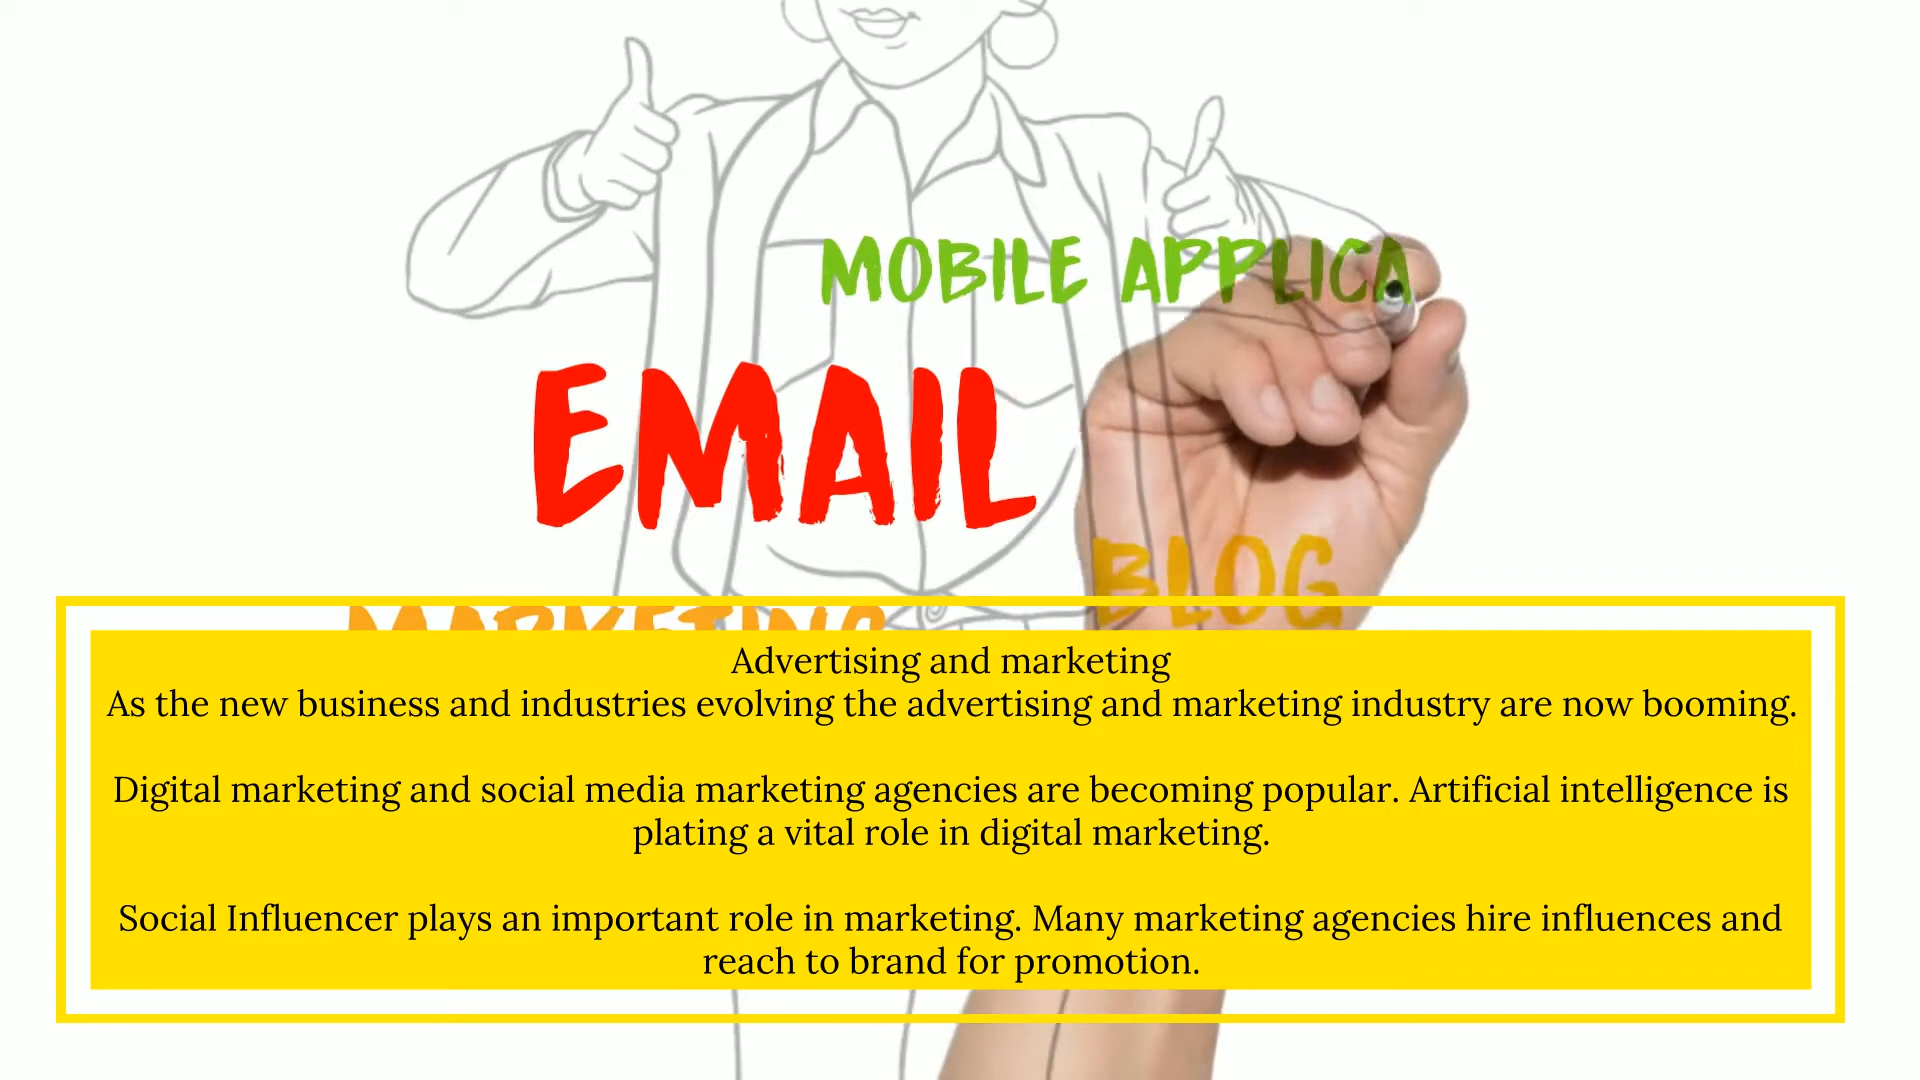 MOBILE APPLICA
EMAIL
BLOG
MARKETING
Advertising and marketing
As the new business and industries evolving the advertising and marketing industry are now booming.
Digital marketing and social media marketing agencies are becoming popular. Artificial intelligence is
plating a vital role in digital marketing.
Social Influencer plays an important role in marketing. Many marketing agencies hire influences and
reach to brand for promotion.